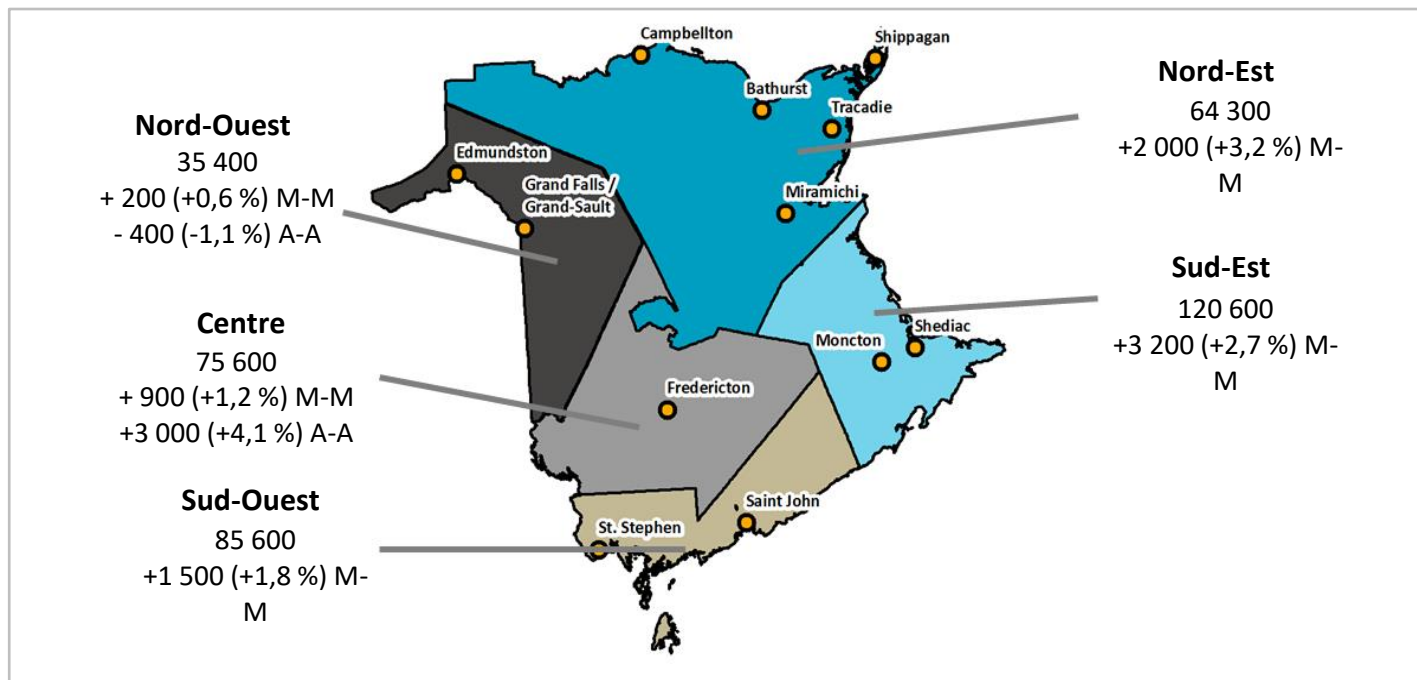 Nord-Ouest
35 400
+ 200 (+0,6 %) M-M
- 400 (-1,1 %) A-A
Centre
75 600
+ 900 (+1,2 %) M-M
+3 000 (+4,1 %) A-A
Sud-Ouest
85 600
+1 500 (+1,8 %) M-
M
Campbellton
Shippagan
Bathurst
Tracadie
Edmundston
Grand Falls /
Grand-Sault
Miramichi
Shediac
Moncton
Fredericton
Saint John
St. Stephen
Nord-Est
64 300
+2 000 (+3,2 %) M-
M
Sud-Est
120 600
+3 200 (+2,7 %) M-
M